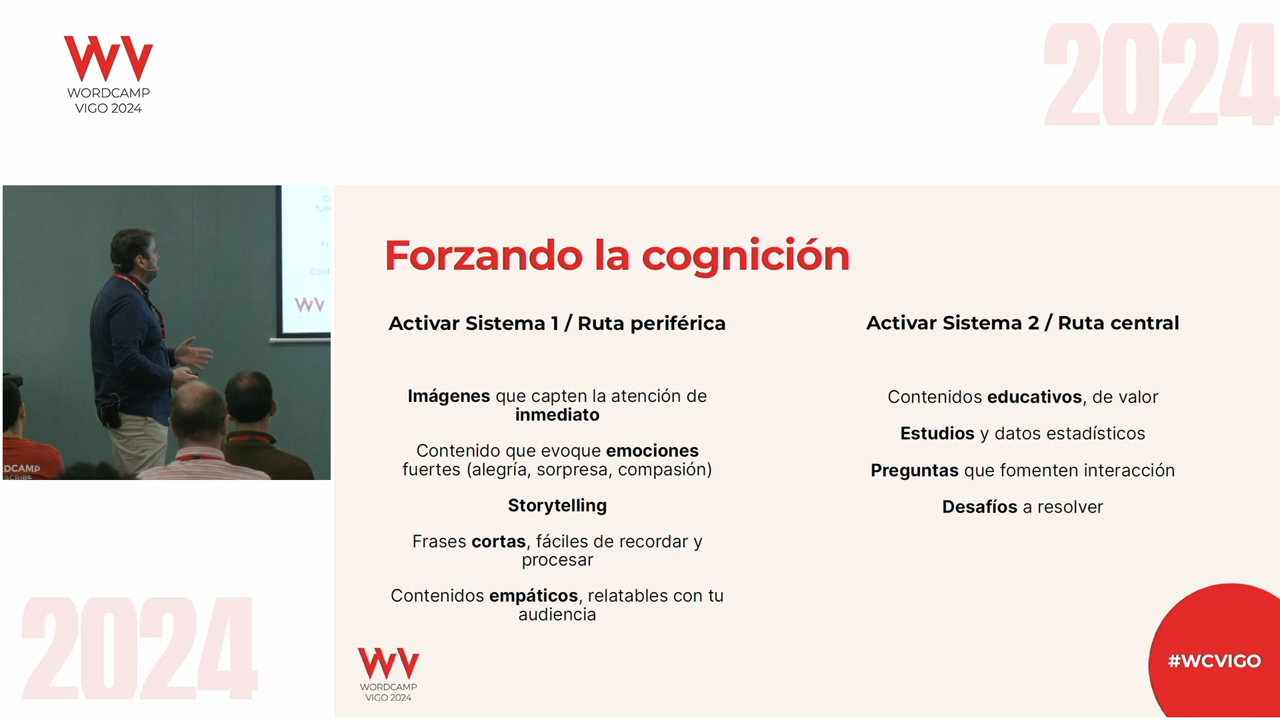 WORDCAMP
VIGO 2024
2024
Forzando la cognición
Activar Sistema 1 / Ruta periférica
Imágenes que capten la atención de
inmediato
Contenido que evoque emociones
fuertes (alegría, sorpresa, compasión)
Storytelling
Frases cortas, fáciles de recordar y
procesar
Contenidos empáticos, relatables con tu
audiencia
Activar Sistema 2 / Ruta central
Contenidos educativos, de valor
Estudios y datos estadísticos
Preguntas que fomenten interacción
Desafíos a resolver
WORDCAMP
VIGO 2024
#WCVIGO
2024
DCAMP